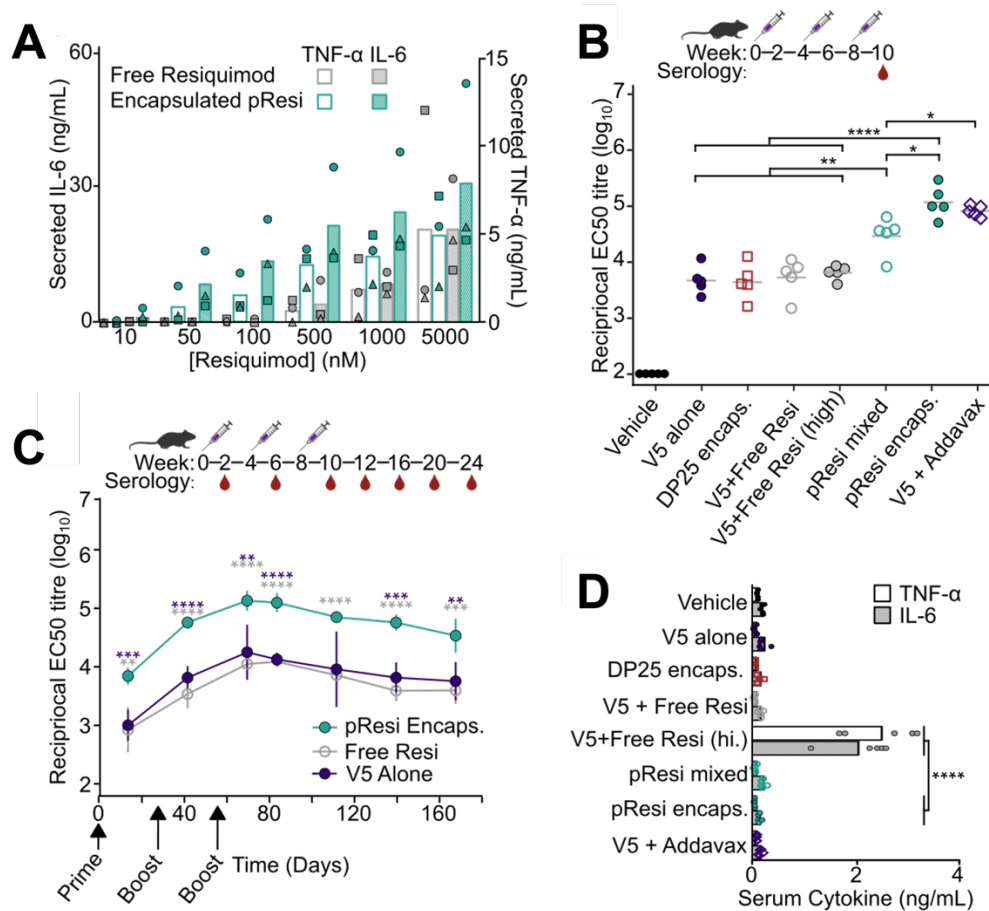 A
TNF-α IL-6
Free Resiquimod
Encapsulated pResi
Secreted IL-6 (ng/mL)
60
30
0
Secreted TNF-α (ng/mL)
15
10
5
0
10 50 100 500 1000 5000
[Resiquimod] (nM)
B
Week: 0–2–4–6–8–10
Serology:
Recipriocal EC50 titre (log10)
7
6
5
4
3
2
****
*
*
**
Vehicle
V5 alone
DP25 encaps.
V5+Free Resi
V5+Free Resi (high)
pResi mixed
pResi encaps.
V5 + Addavax
C
Week: 0–2–4–6–8–10–12–16–20–24
Serology:
Recipriocal EC50 titre (log10)
7
6
5
4
3
2
***
**
****
****
**
****
****
****
****
***
****
**
***
pResi Encaps.
Free Resi
V5 Alone
0 40 80 120 160
Prime
Boost
Boost
Time (Days)
D
TNF-α
IL-6
Vehicle
V5 alone
DP25 encaps.
V5 + Free Resi
V5+Free Resi (hi.)
pResi mixed
pResi encaps.
V5 + Addavax
****
0 2 4
Serum Cytokine (ng/mL)